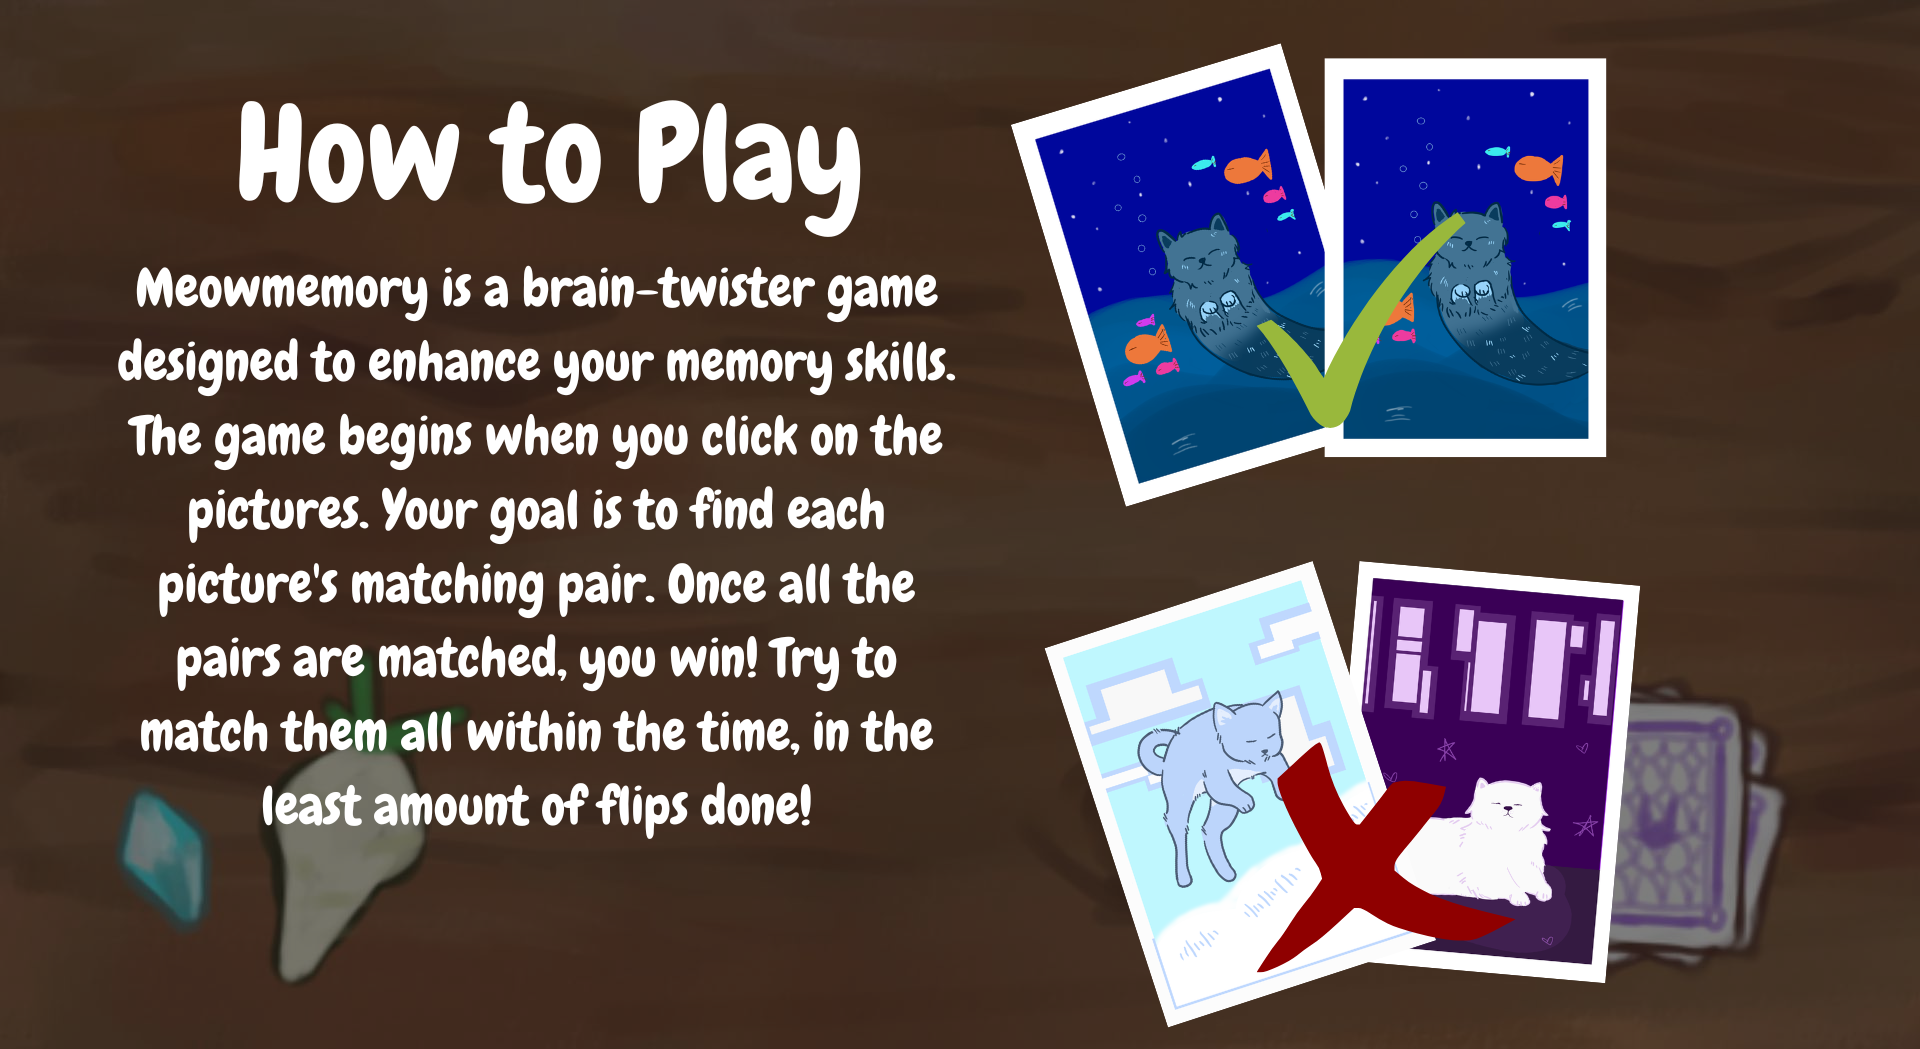 How to Play
Meowmemory is a brain-twister game
designed to enhance your memory skills.
The game begins when you click on the
pictures. Your goal is to find each
picture's matching pair. Once all the
pairs are matched, you win! Try to
match them all within the time, in the
least amount of flips done!